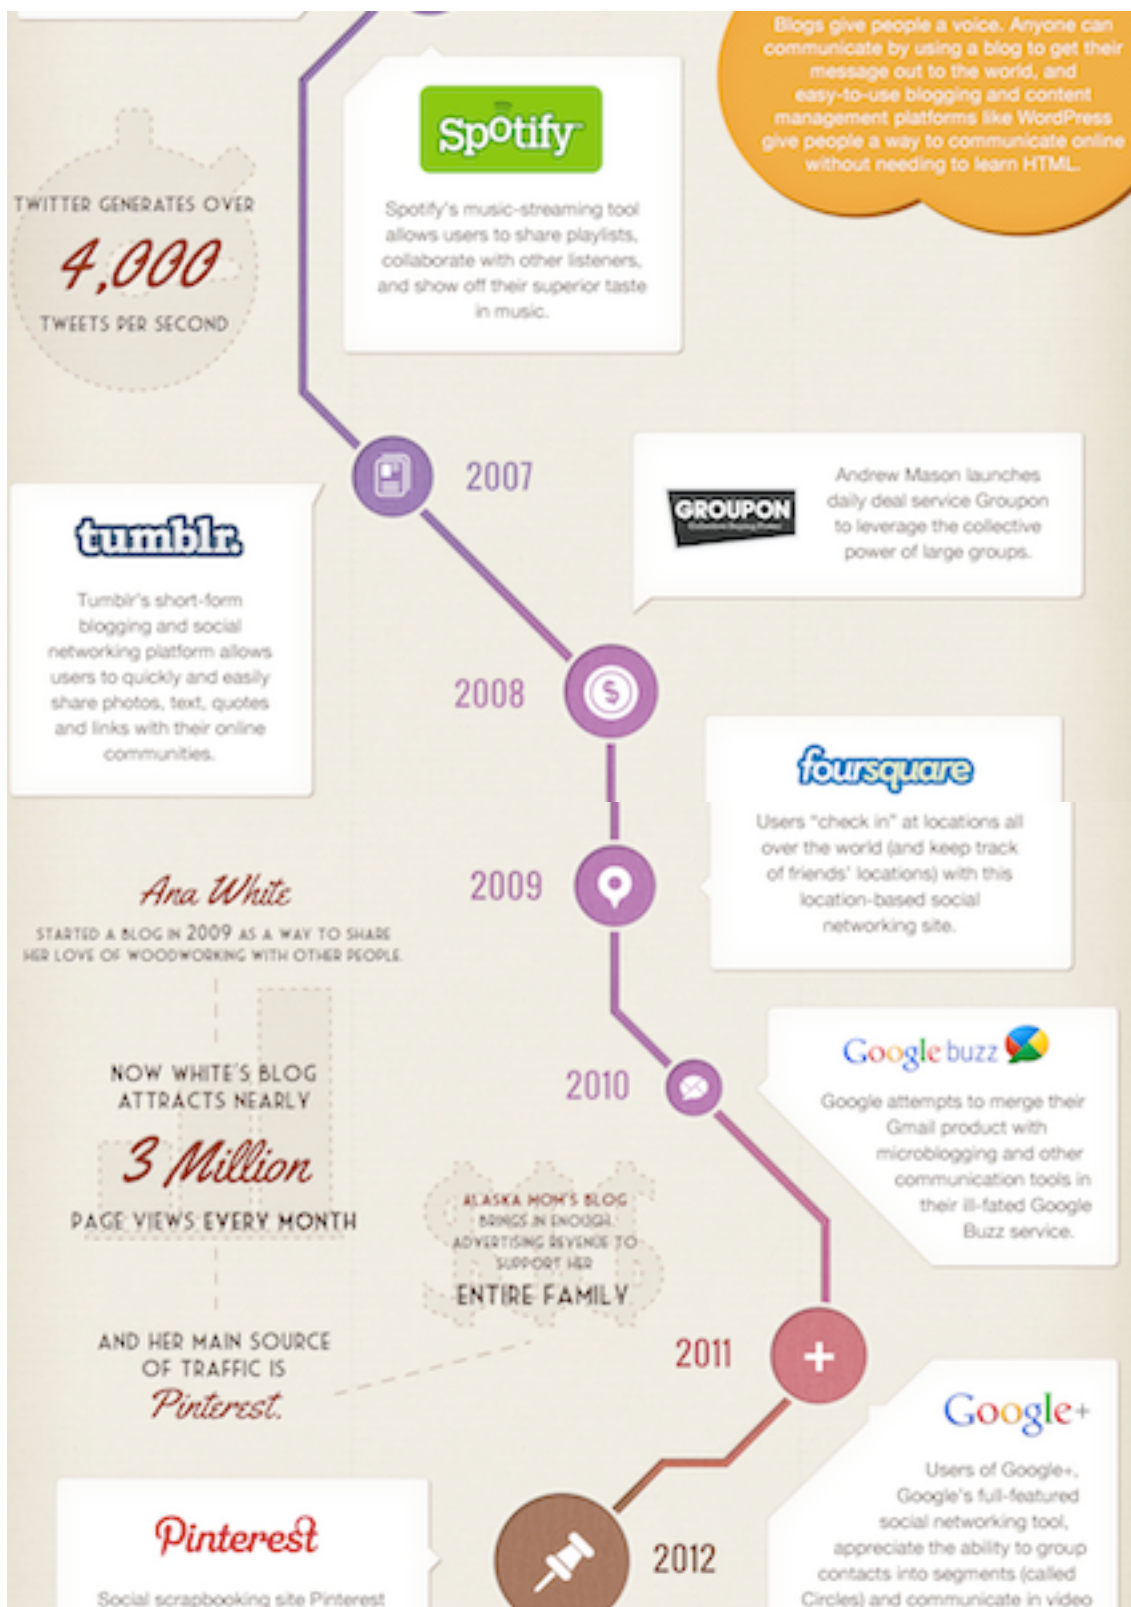 Blogs give people a voice. Anyone can
communicate by using a blog to get their
message out to the world, and
easy-to-use blogging and content
management platforms like WordPress
give people a way to communicate online
without needing to learn HTML.
Spotify
Spotify's music-streaming tool
allows users to share playlists,
collaborate with other listeners,
and show off their superior taste
in music.
TWITTER GENERATES OVER
4,000
TWEETS PER SECOND
2007
GROUPON
Collective Buying Power
Andrew Mason launches
daily deal service Groupon
to leverage the collective
power of large groups.
tumblr.
Tumblr's short-form
blogging and social
networking platform allows
users to quickly and easily
share photos, text, quotes
and links with their online
communities.
2008
$
foursquare
Users “check in” at locations all
over the world (and keep track
of friends' locations) with this
location-based social
networking site.
2009
Ana White
STARTED A BLOG IN 2009 AS A WAY TO SHARE
HER LOVE OF WOODWORKING WITH OTHER PEOPLE.
NOW WHITE'S BLOG
ATTRACTS NEARLY
3 Million
PAGE VIEWS EVERY MONTH
AND HER MAIN SOURCE
OF TRAFFIC IS
Pinterest.
ALASKA MOM'S BLOG
BRINGS IN ENOUGH
ADVERTISING REVENUE TO
SUPPORT HER
ENTIRE FAMILY
2010
Google buzz
Google attempts to merge their
Gmail product with
microblogging and other
communication tools in
their ill-fated Google
Buzz service.
2011
+
Google+
Users of Google+,
Google's full-featured
social networking tool,
appreciate the ability to group
contacts into segments (called
Circles) and communicate in video
2012
Pinterest
Social scrapbooking site Pinterest